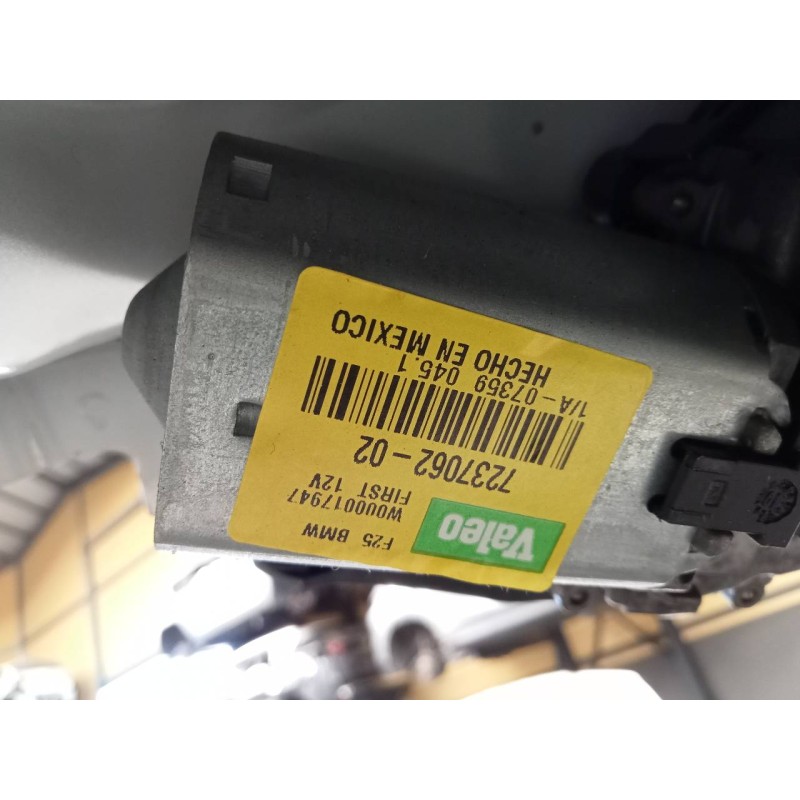 Valeo
F25 BMW
W000017947
FIRST 12V
7237062-02
1/A-07359 045.1
HECHO EN MEXICO